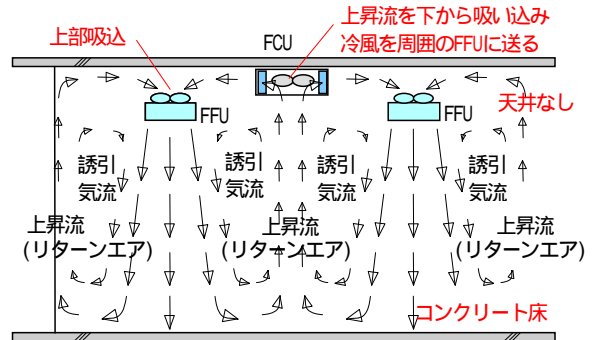 上昇流を下から吸い込み
上部吸込
FCU
冷風を周囲のFFUに送る
天井なし
FFU
FFU
誘引
気流
誘引
気流
誘引
気流
誘引
気流
上昇流
(リターンエア)
上昇流
(リターンエア)
上昇流
(リターンエア)
コンクリート床